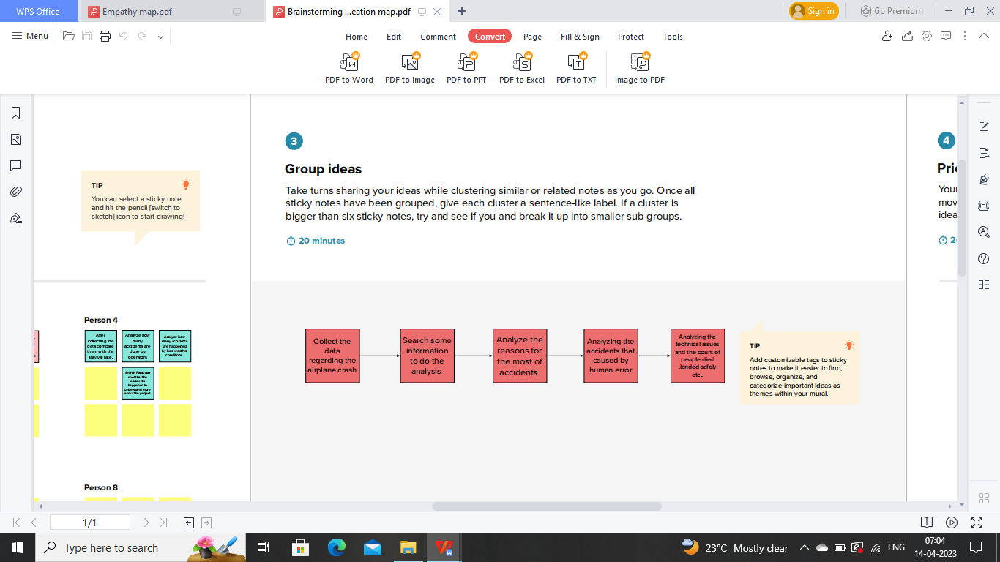 WPS Office
Empathy map.pdf
Brainstorming ...eation map.pdf
Sign in
Go Premium
Menu
Home
Edit
Comment
Convert
Page
Fill & Sign
Protect
Tools
PDF to Word
PDF to Image
PDF to PPT
PDF to Excel
PDF to TXT
Image to PDF
TIP
You can select a sticky note
and hit the pencil [switch to
sketch] icon to start drawing!
Person 4
After
collecting the
data compare
them with the
survival rate.
Analyze how
many
accidents are
done by
operators
Analyze how
many accidents
are happened
by bad weather
conditions
Search Particular
spot that the
accidents
happened to
understand more
about the project
Person 8
3
Group ideas
Take turns sharing your ideas while clustering similar or related notes as you go. Once all
sticky notes have been grouped, give each cluster a sentence-like label. If a cluster is
bigger than six sticky notes, try and see if you and break it up into smaller sub-groups.
20 minutes
Collect the
data
regarding the
airplane crash
Search some
information
to do the
analysis
Analyze the
reasons for
the most of
accidents
Analyzing the
accidents that
caused by
human error
Analyzing the
technical issues
and the count of
people died
.landed safely
etc..
TIP
Add customizable tags to sticky
notes to make it easier to find,
browse, organize, and
categorize important ideas as
themes within your mural.
4
Pri
Your
mov
idea
2
1/1
Type here to search
23°C Mostly clear
ENG
07:04
14-04-2023